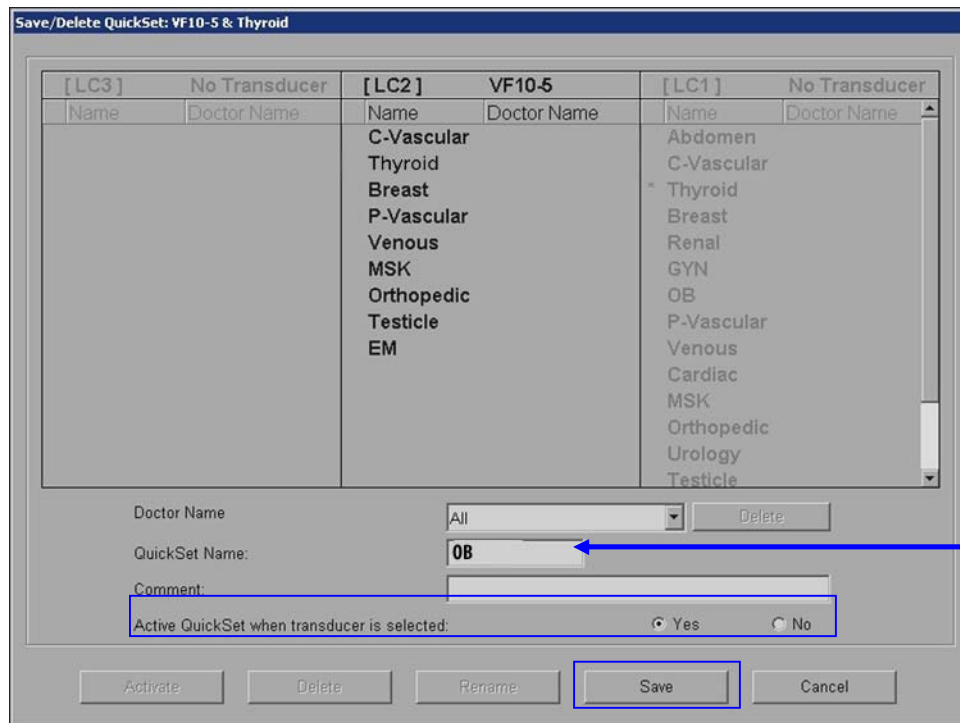 Save/Delete QuickSet: VF10-5 & Thyroid
[LC3] No Transducer [LC2] VF10-5 [LC1] No Transducer
Name Doctor Name Name Doctor Name Name Doctor Name
C-Vascular Abdomen
Thyroid C-Vascular
Breast * Thyroid
P-Vascular Breast
Venous Renal
MSK GYN
Orthopedic OB
Testicle P-Vascular
EM Venous
Cardiac
MSK
Orthopedic
Urology
Testicle
Doctor Name All Delete
QuickSet Name: OB
Comment:
Active QuickSet when transducer is selected: Yes No
Activate Delete Rename Save Cancel